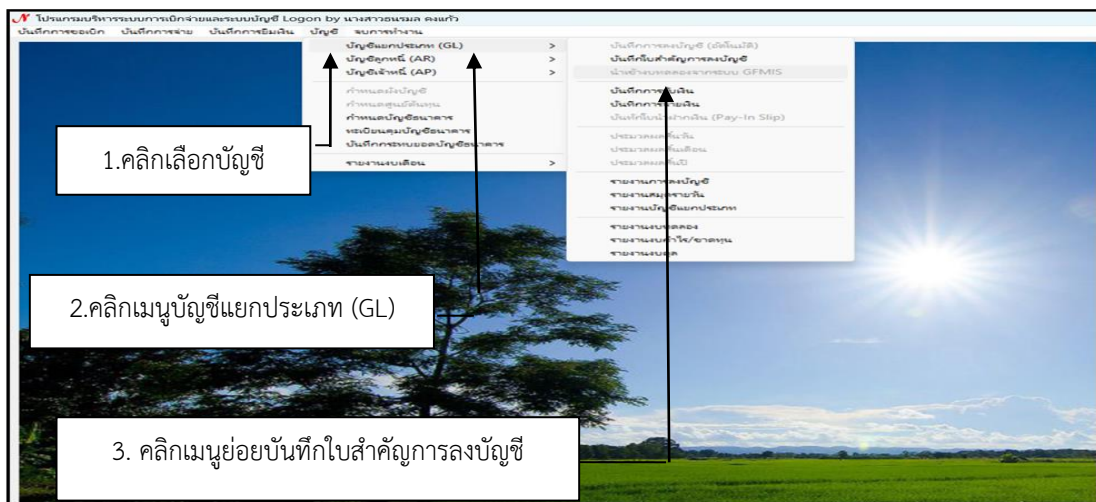 N โปรแกรมบริหารระบบการเบิกจ่ายและระบบบัญชี Logon by นางสาวอนรมล คงแก้ว
บันทึกการขอเบิก บันทึกการจ่าย บันทึกการยืมเงิน บัญชี จบการทำงาน
บัญชีแยกประเภท (GL) >
บัญชีลูกหนี้ (AR) >
บัญชีเจ้าหนี้ (AP) >
กำหนดผังบัญชี
กำหนดศูนย์ต้นทุน
กำหนดบัญชีธนาคาร
ทะเบียนคุมบัญชีธนาคาร
บันทึกกระทบยอดบัญชีธนาคาร
รายงานงบเดือน >
บันทึกการลงบัญชี (อัตโนมัติ)
บันทึกใบสำคัญการลงบัญชี
นำเข้างบทดลองจากระบบ GFMIS
บันทึกการรับเงิน
บันทึกการจ่ายเงิน
บันทึกใบนำฝากเงิน (Pay-In Slip)
ประมวลผลสิ้นวัน
ประมวลผลสิ้นเดือน
ประมวลผลสิ้นปี
รายงานการลงบัญชี
รายงานสมุดรายวัน
รายงานบัญชีแยกประเภท
รายงานงบทดลอง
รายงานงบกำไร/ขาดทุน
รายงานงบดุล
1.คลิกเลือกบัญชี
2.คลิกเมนูบัญชีแยกประเภท (GL)
3. คลิกเมนูย่อยบันทึกใบสำคัญการลงบัญชี